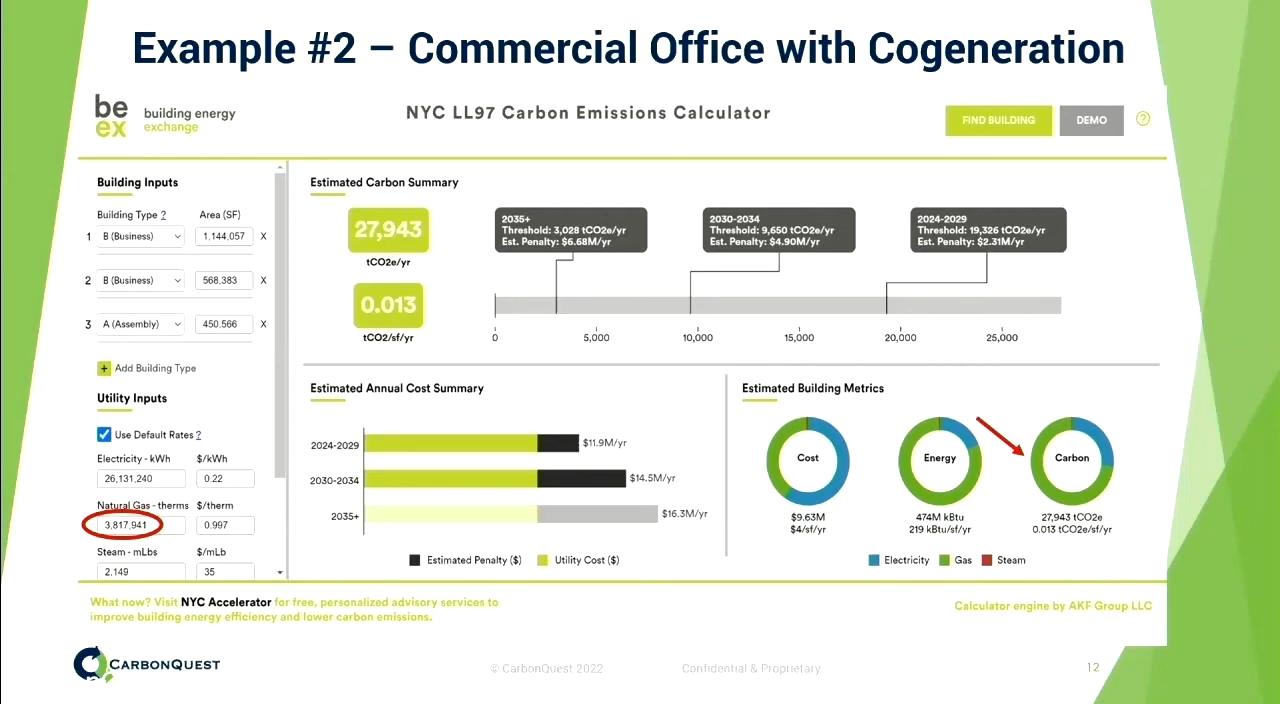 Example #2 – Commercial Office with Cogeneration
be
ex
building energy
exchange
NYC LL97 Carbon Emissions Calculator
FIND BUILDING
DEMO
?
Building Inputs
Building Type ?
Area (SF)
1
B (Business)
1,144,057
X
2
B (Business)
568,383
X
3
A (Assembly)
450.566
X
+ Add Building Type
Utility Inputs
Use Default Rates ?
Electricity - kWh
$/kWh
26,131,240
0.22
Natural Gas - therms
$/therm
3,817,941
0.997
Steam - mLbs
$/mLb
2,149
35
Estimated Carbon Summary
27,943
tCO2e/yr
0.013
tCO2/sf/yr
2035+
Threshold: 3,028 tCO2e/yr
Est. Penalty: $6.68M/yr
2030-2034
Threshold: 9,650 tCO2e/yr
Est. Penalty: $4.90M/yr
2024-2029
Threshold: 19,326 tCO2e/yr
Est. Penalty: $2.31M/yr
0
5,000
10,000
15,000
20,000
25,000
Estimated Annual Cost Summary
2024-2029
$11.9M/yr
2030-2034
$14.5M/yr
2035+
$16.3M/yr
Estimated Penalty ($)
Utility Cost ($)
Estimated Building Metrics
Cost
$9.63M
$4/sf/yr
Energy
474M kBtu
219 kBtu/sf/yr
Carbon
27,943 tCO2e
0.013 tCO2e/sf/yr
Electricity
Gas
Steam
What now? Visit NYC Accelerator for free, personalized advisory services to
improve building energy efficiency and lower carbon emissions.
Calculator engine by AKF Group LLC
CARBONQUEST
© CarbonQuest 2022
Confidential & Proprietary
12